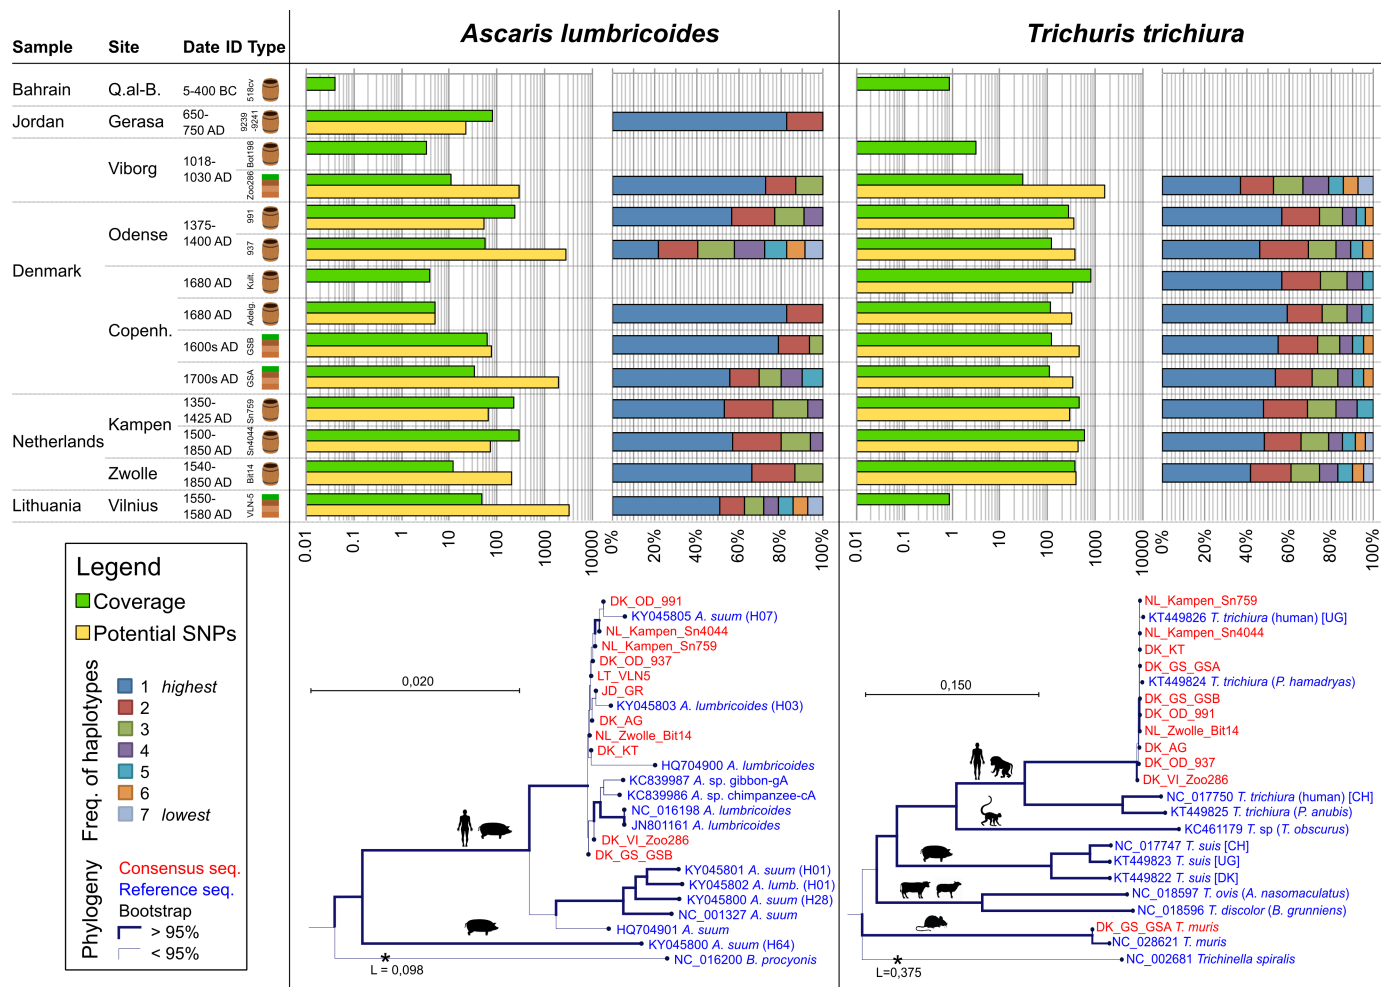 Ascaris lumbricoides
Trichuris trichiura
Sample Site Date ID Type
Bahrain Q.al-B. 5-400 BC 518cv
Jordan Gerasa 650-
750 AD 9239
-9241
Denmark
Viborg
1018-
1030 AD
Bot198
Zoo286
Odense
1375-
1400 AD
991
937
Copenh.
1680 AD Kult.
1680 AD Adelg.
1600s AD GSB
1700s AD GSA
Netherlands
Kampen
1350-
1425 AD Sn759
1500-
1850 AD Sn4044
Zwolle 1540-
1850 AD Bit14
Lithuania Vilnius 1550-
1580 AD VLN-5
0.01 0.1 1 10 100 1000 10000
0% 20% 40% 60% 80% 100%
0.01 0.1 1 10 100 1000 10000
0% 20% 40% 60% 80% 100%
Legend
Coverage
Potential SNPs
Freq. of haplotypes
1 highest
2
3
4
5
6
7 lowest
Phylogeny
Consensus seq.
Reference seq.
Bootstrap
> 95%
< 95%
0,020
DK_OD_991
KY045805 A. suum (H07)
NL_Kampen_Sn4044
NL_Kampen_Sn759
DK_OD_937
LT_VLN5
JD_GR
KY045803 A. lumbricoides (H03)
DK_AG
NL_Zwolle_Bit14
DK_KT
HQ704900 A. lumbricoides
KC839987 A. sp. gibbon-gA
KC839986 A. sp. chimpanzee-cA
NC_016198 A. lumbricoides
JN801161 A. lumbricoides
DK_VI_Zoo286
DK_GS_GSB
KY045801 A. suum (H01)
KY045802 A. lumb. (H01)
KY045800 A. suum (H28)
NC_001327 A. suum
HQ704901 A. suum
KY045800 A. suum (H64)
NC_016200 B. procyonis
*
L = 0,098
0,150
NL_Kampen_Sn759
KT449826 T. trichiura (human) [UG]
NL_Kampen_Sn4044
DK_KT
DK_GS_GSA
KT449824 T. trichiura (P. hamadryas)
DK_GS_GSB
DK_OD_991
NL_Zwolle_Bit14
DK_AG
DK_OD_937
DK_VI_Zoo286
NC_017750 T. trichiura (human) [CH]
KT449825 T. trichiura (P. anubis)
KC461179 T. sp (T. obscurus)
NC_017747 T. suis [CH]
KT449823 T. suis [UG]
KT449822 T. suis [DK]
NC_018597 T. ovis (A. nasomaculatus)
NC_018596 T. discolor (B. grunniens)
DK_GS_GSA T. muris
NC_028621 T. muris
NC_002681 Trichinella spiralis
*
L=0,375